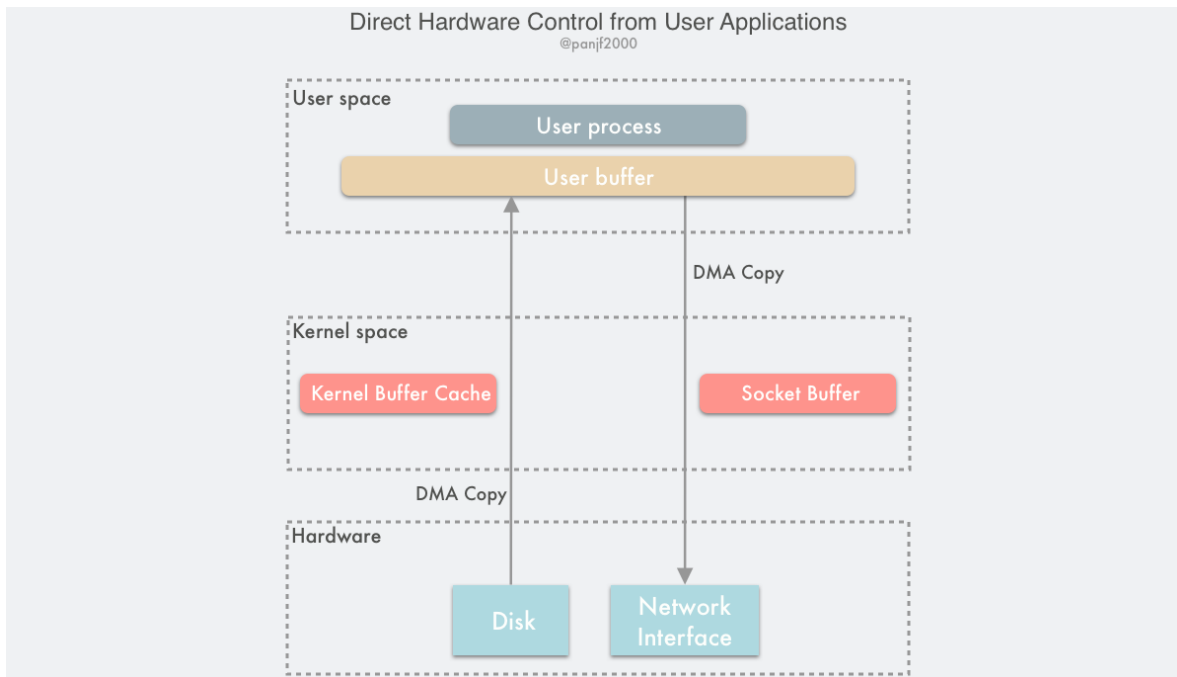 Direct Hardware Control from User Applications
@panjf2000
User space
User process
User buffer
DMA Copy
Kernel space
Kernel Buffer Cache
Socket Buffer
DMA Copy
Hardware
Disk
Network
Interface